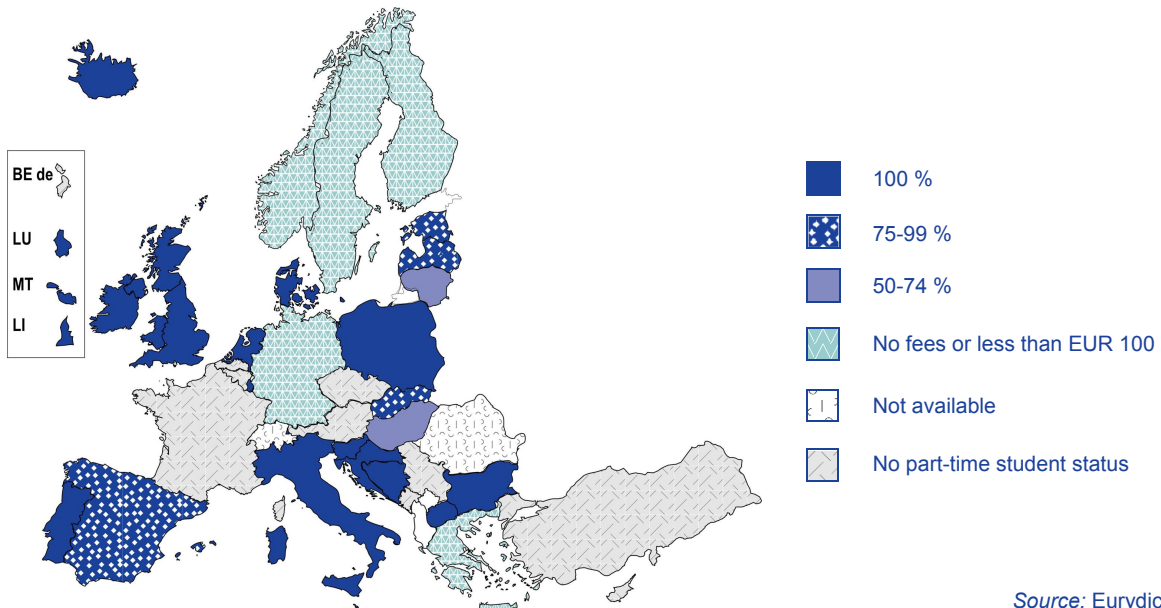 BE de
LU
MT
LI
100 %
75-99 %
50-74 %
No fees or less than EUR 100
Not available
No part-time student status
Source: Eurydic